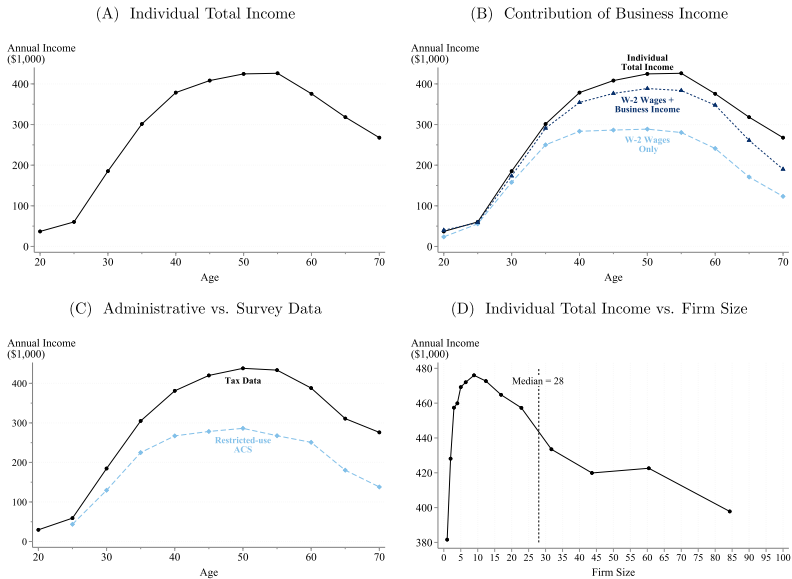 (A) Individual Total Income
Annual Income
($1,000)
400
300
200
100
0
20 30 40 50 60 70
Age
(B) Contribution of Business Income
Annual Income
($1,000)
400
300
200
100
0
Individual
Total Income
W-2 Wages +
Business Income
W-2 Wages
Only
20 30 40 50 60 70
Age
(C) Administrative vs. Survey Data
Annual Income
($1,000)
400
300
200
100
0
Tax Data
Restricted-use
ACS
20 30 40 50 60 70
Age
(D) Individual Total Income vs. Firm Size
Annual Income
($1,000)
480
460
440
420
400
380
Median = 28
0 1 5 10 15 20 25 30 35 40 45 50 55 60 65 70 75 80 85 90 95 100
Firm Size